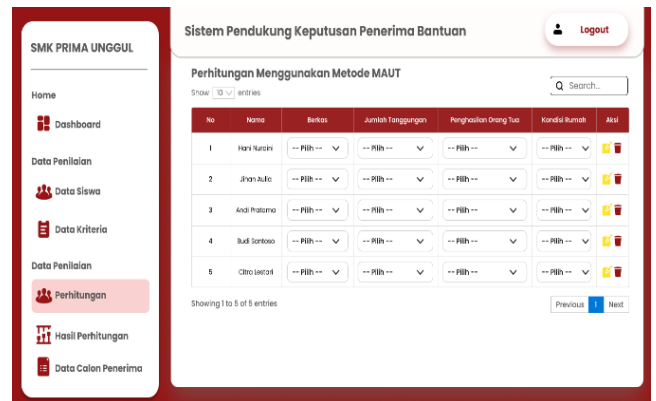 SMK PRIMA UNGGUL
Home
Dashboard
Data Penilaian
Data Siswa
Data Kriteria
Data Penilaian
Perhitungan
Hasil Perhitungan
Data Calon Penerima
Sistem Pendukung Keputusan Penerima Bantuan
Logout
Perhitungan Menggunakan Metode MAUT
Show 10 entries
Search..
No Nama Berkas Jumlah Tanggungan Penghasilan Orang Tua Kondisi Rumah Aksi
1 Hani Nuraini -- Pilih -- -- Pilih -- -- Pilih -- -- Pilih --
2 Jihan Aulia -- Pilih -- -- Pilih -- -- Pilih -- -- Pilih --
3 Andi Pratama -- Pilih -- -- Pilih -- -- Pilih -- -- Pilih --
4 Budi Santoso -- Pilih -- -- Pilih -- -- Pilih -- -- Pilih --
5 Citra Lestari -- Pilih -- -- Pilih -- -- Pilih -- -- Pilih --
Showing 1 to 5 of 5 entries
Previous 1 Next